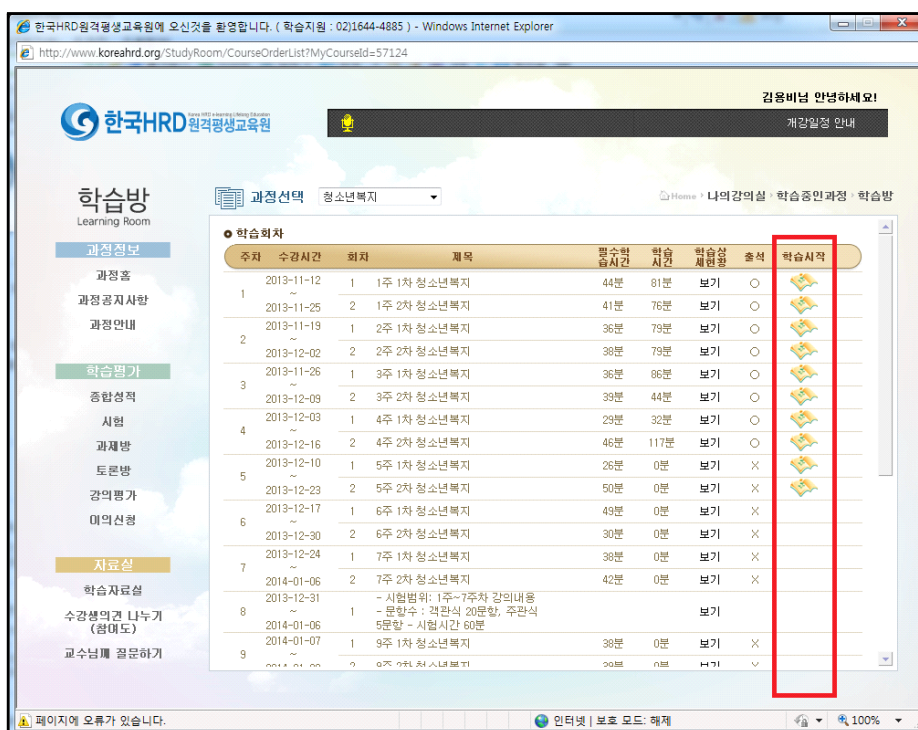 한국HRD원격평생교육원에 오신것을 환영합니다. ( 학습지원 : 02)1644-4885 ) - Windows Internet Explorer
http://www.koreahrd.org/StudyRoom/CourseOrderList?MyCourseId=57124
김용비님 안녕하세요!
한국HRD 원격평생교육원
개강일정 안내
학습방
Learning Room
과정선택 청소년복지
Home > 나의강의실 > 학습중인과정 > 학습방
과정정보
과정홈
과정공지사항
과정안내
학습평가
종합성적
시험
과제방
토론방
강의평가
이의신청
자료실
학습자료실
수강생의견 나누기
(참여도)
교수님께 질문하기
학습회차
주차 수강시간 회차 제목 필수학습시간 학습시간 학습상세현황 출석 학습시작
1 2013-11-12 ~ 2013-11-25
1 1주 1차 청소년복지 44분 81분 보기 ○
2 1주 2차 청소년복지 41분 76분 보기 ○
2 2013-11-19 ~ 2013-12-02
1 2주 1차 청소년복지 36분 79분 보기 ○
2 2주 2차 청소년복지 38분 79분 보기 ○
3 2013-11-26 ~ 2013-12-09
1 3주 1차 청소년복지 36분 86분 보기 ○
2 3주 2차 청소년복지 39분 44분 보기 ○
4 2013-12-03 ~ 2013-12-16
1 4주 1차 청소년복지 29분 32분 보기 ○
2 4주 2차 청소년복지 46분 117분 보기 ○
5 2013-12-10 ~ 2013-12-23
1 5주 1차 청소년복지 26분 0분 보기 X
2 5주 2차 청소년복지 50분 0분 보기 X
6 2013-12-17 ~ 2013-12-30
1 6주 1차 청소년복지 49분 0분 보기 X
2 6주 2차 청소년복지 30분 0분 보기 X
7 2013-12-24 ~ 2014-01-06
1 7주 1차 청소년복지 38분 0분 보기 X
2 7주 2차 청소년복지 42분 0분 보기 X
8 2013-12-31 ~ 2014-01-06
1 - 시험범위: 1주~7주차 강의내용
- 문항수 : 객관식 20문항, 주관식
5문항 - 시험시간 60분
보기
9 2014-01-07 ~
1 9주 1차 청소년복지 38분 0분 보기 X
2 9주 2차 청소년복지
페이지에 오류가 있습니다.
인터넷 | 보호 모드: 해제
100%